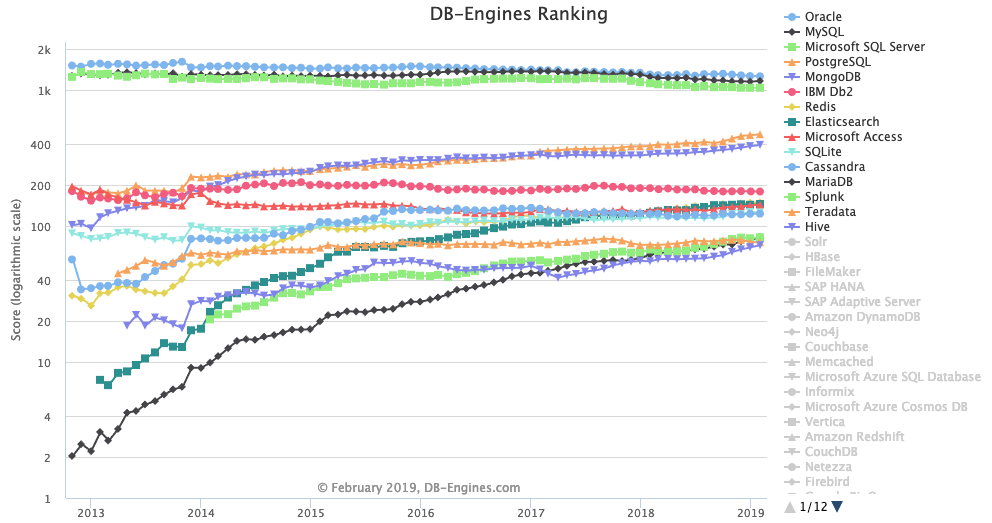 DB-Engines Ranking
Score (logarithmic scale)
2k
1k
400
200
100
40
20
10
4
2
1
2013
2014
2015
2016
2017
2018
2019
© February 2019, DB-Engines.com
Oracle
MySQL
Microsoft SQL Server
PostgreSQL
MongoDB
IBM Db2
Redis
Elasticsearch
Microsoft Access
SQLite
Cassandra
MariaDB
Splunk
Teradata
Hive
Solr
HBase
FileMaker
SAP HANA
SAP Adaptive Server
Amazon DynamoDB
Neo4j
Couchbase
Memcached
Microsoft Azure SQL Database
Informix
Microsoft Azure Cosmos DB
Vertica
Amazon Redshift
CouchDB
Netezza
Firebird
1/12